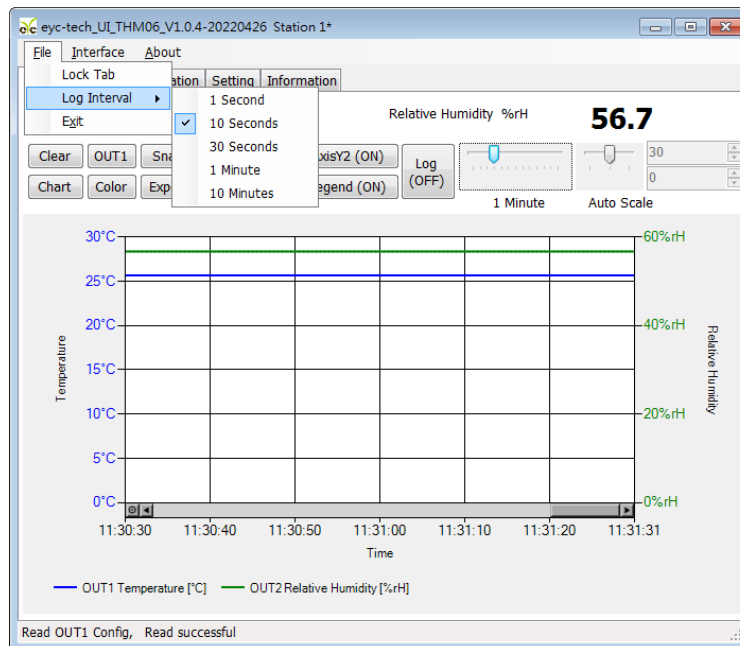 eyc-tech_UI_THM06_V1.0.4-20220426 Station 1*
File Interface About
Lock Tab
Log Interval
Exit
1 Second
10 Seconds
30 Seconds
1 Minute
10 Minutes
Setting Information
Relative Humidity %rH 56.7
Clear OUT1 (ON) Log (OFF) 30
Chart Color (ON) 0
1 Minute Auto Scale
30°C 60%rH
25°C
20°C 40%rH
15°C
10°C 20%rH
5°C
0°C 0%rH
Temperature
Relative Humidity
11:30:30 11:30:40 11:30:50 11:31:00 11:31:10 11:31:20 11:31:31
Time
OUT1 Temperature [°C] OUT2 Relative Humidity [%rH]
Read OUT1 Config, Read successful